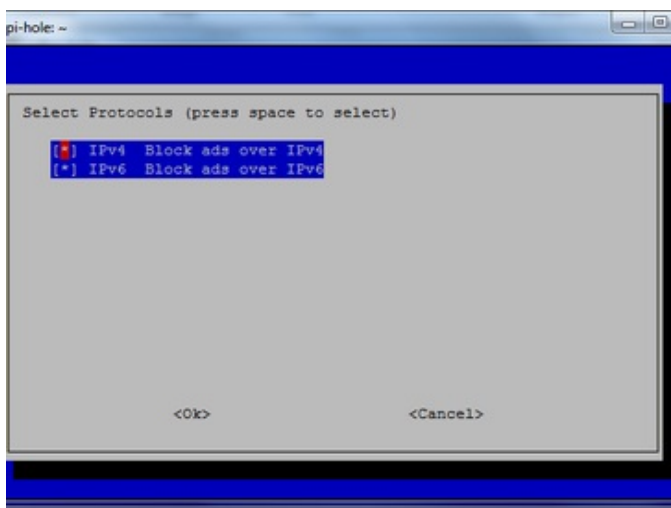 pi-hole: ~
Select Protocols (press space to select)
[*] IPv4 Block ads over IPv4
[*] IPv6 Block ads over IPv6
<Ok> <Cancel>